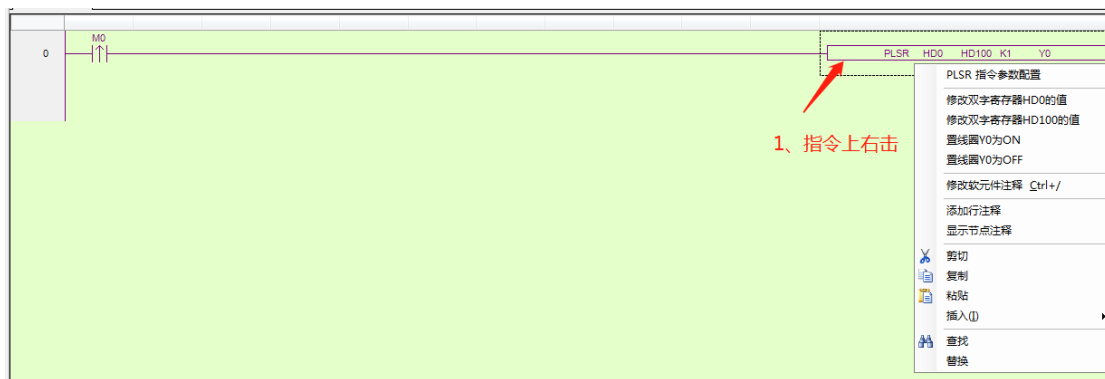 M0
0
PLSR HD0 HD100 K1 Y0
1、指令上右击
PLSR 指令参数配置
修改双字寄存器HD0的值
修改双字寄存器HD100的值
置线圈Y0为ON
置线圈Y0为OFF
修改软元件注释 Ctrl+/
添加行注释
显示节点注释
剪切
复制
粘贴
插入(I)
查找
替换